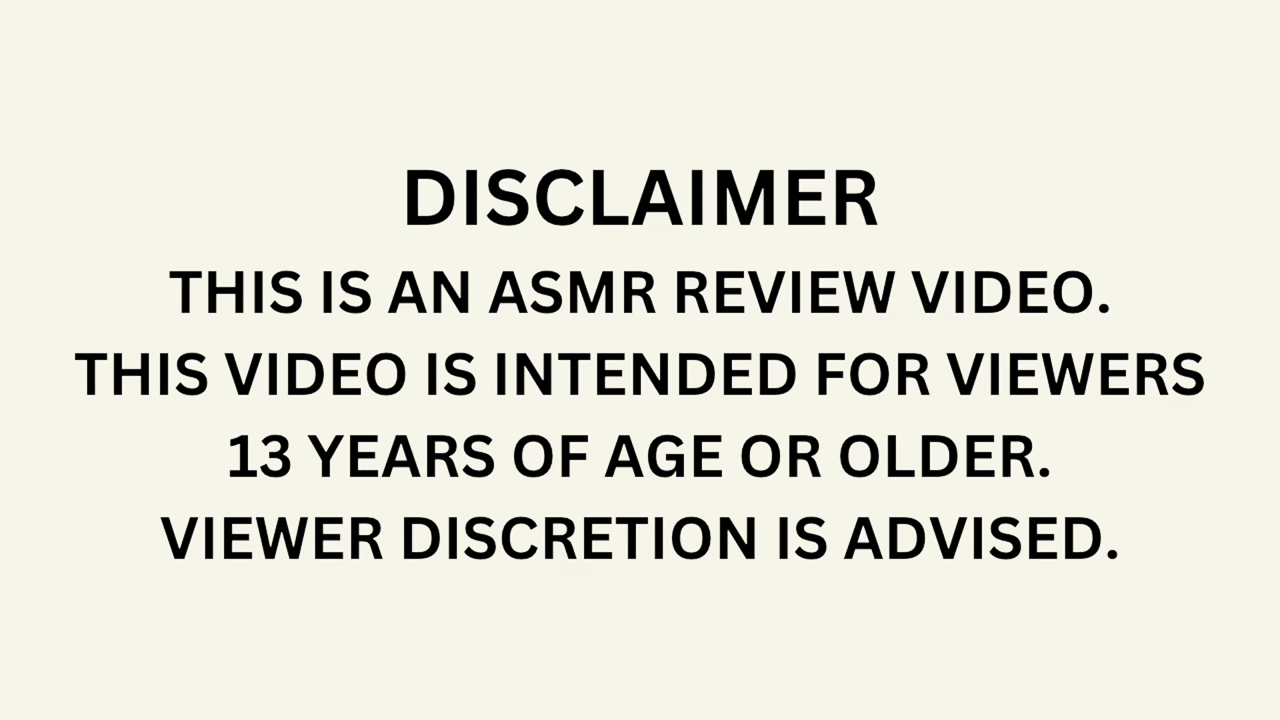 DISCLAIMER
THIS IS AN ASMR REVIEW VIDEO.
THIS VIDEO IS INTENDED FOR VIEWERS
13 YEARS OF AGE OR OLDER.
VIEWER DISCRETION IS ADVISED.